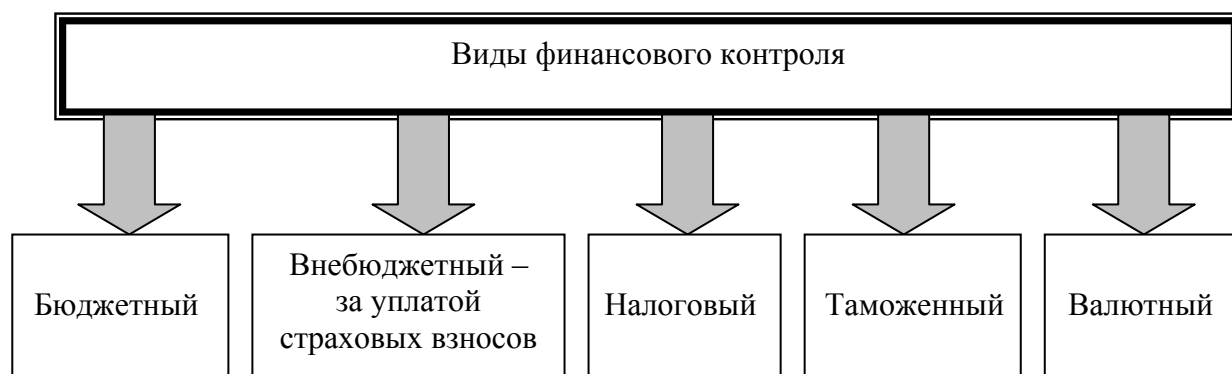 Виды финансового контроля
Бюджетный
Внебюджетный –
за уплатой
страховых взносов
Налоговый
Таможенный
Валютный